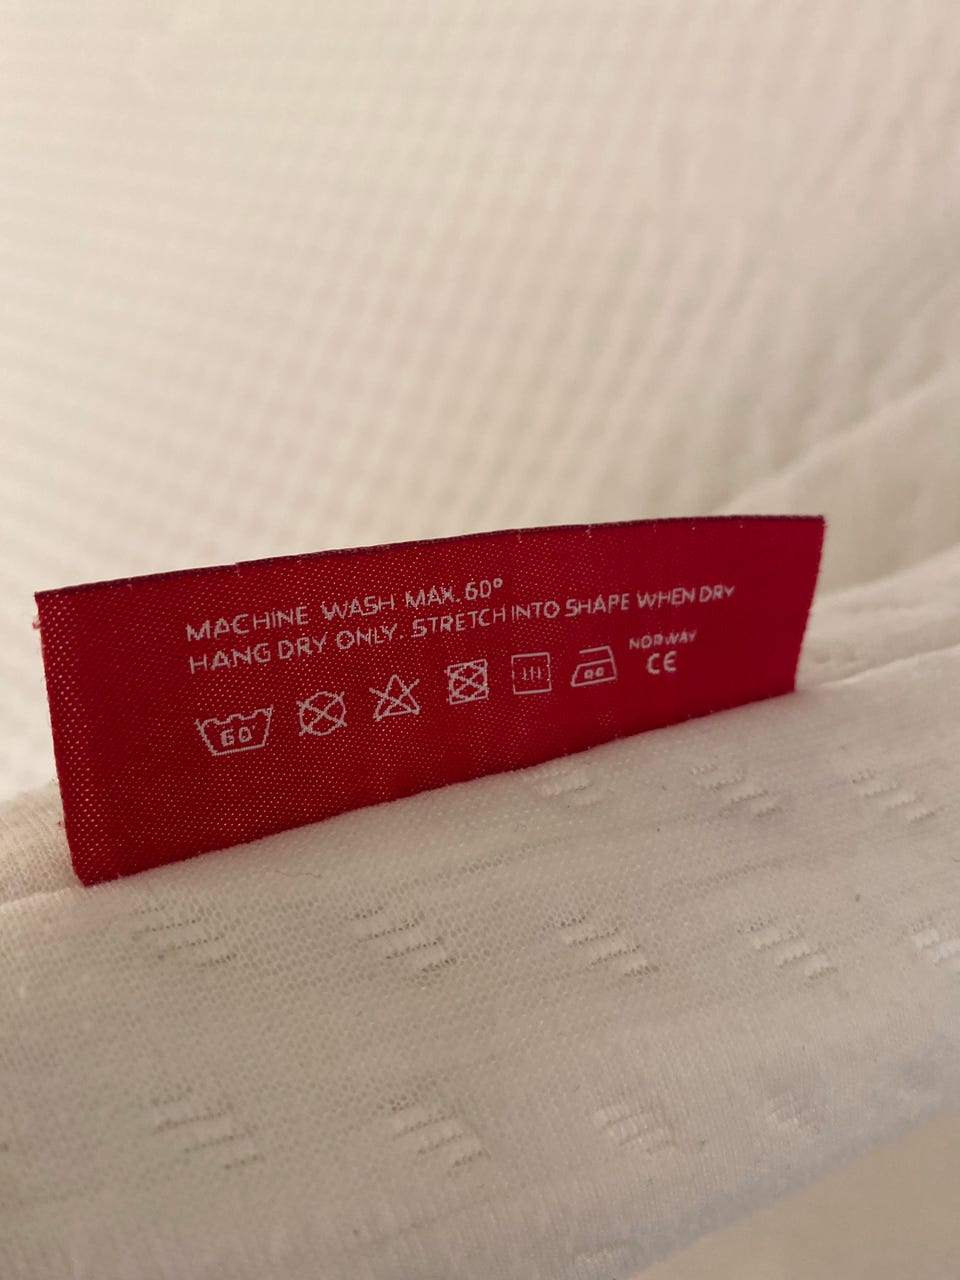 MACHINE WASH MAX. 60°
HANG DRY ONLY. STRETCH INTO SHAPE WHEN DRY
60°
NORWAY
CE